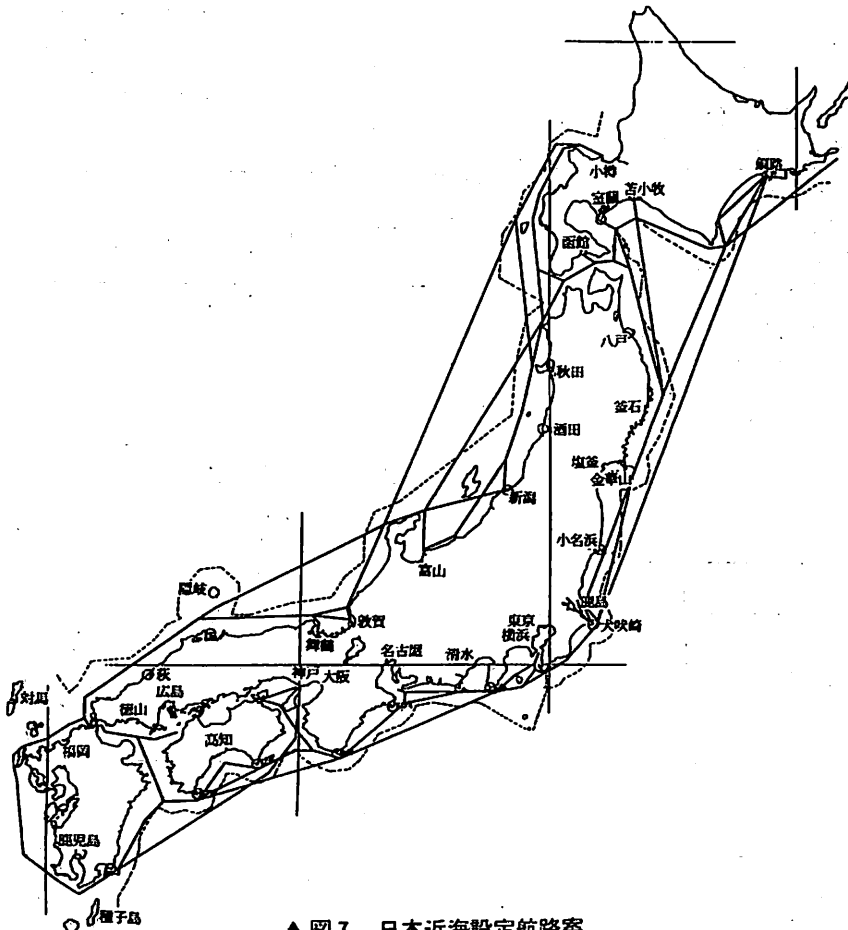 小樽
釧路
室蘭
苫小牧
函館
八戸
秋田
釜石
酒田
塩釜
金華山
新潟
小名浜
富山
隠岐
鹿島
犬吠崎
東京
横浜
敦賀
舞鶴
名古屋
清水
神戸
大阪
萩
広島
徳山
対馬
高知
福岡
鹿児島
種子島
▲図7 日本近海設定航路案